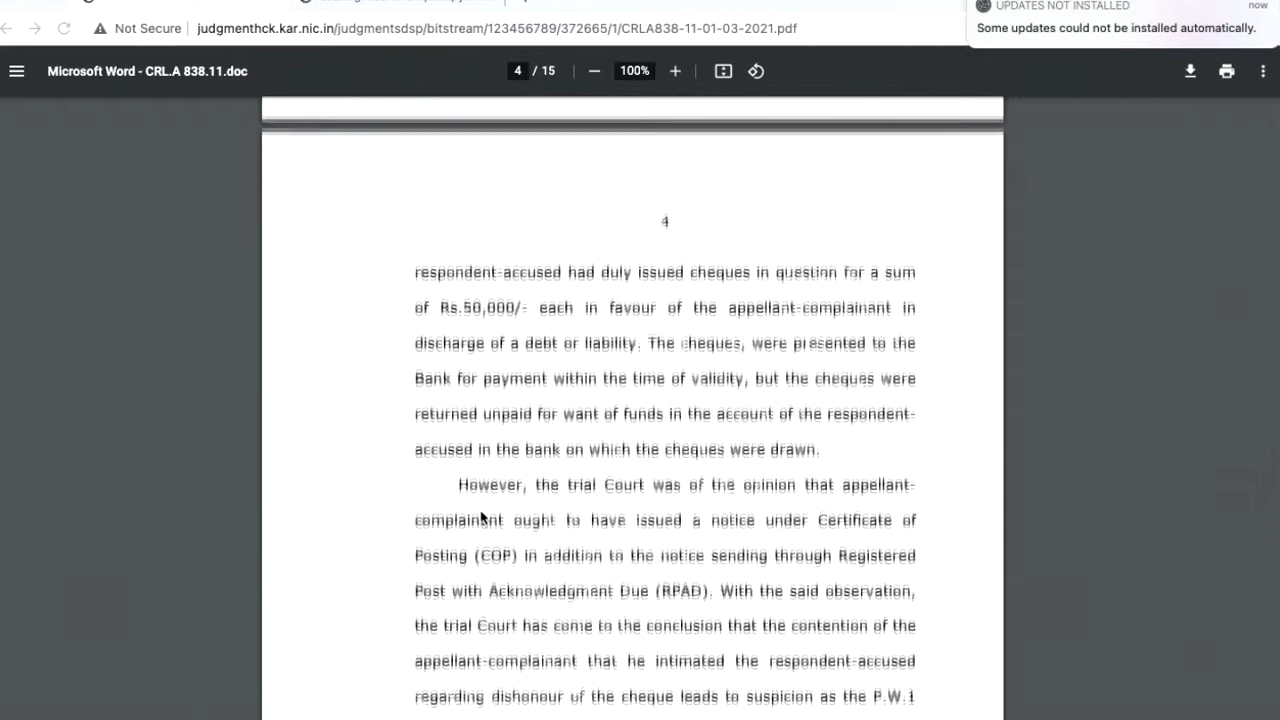 UPDATES NOT INSTALLED
now
Some updates could not be installed automatically.
Not Secure
judgmenthck.kar.nic.in/judgmentsdsp/bitstream/123456789/372665/1/CRLA838-11-01-03-2021.pdf
Microsoft Word - CRL.A 838.11.doc
4 / 15
100%
4
respondent-accused had duly issued cheques in question for a sum
of Rs.50,000/- each in favour of the appellant-complainant in
discharge of a debt or liability. The cheques, were presented to the
Bank for payment within the time of validity, but the cheques were
returned unpaid for want of funds in the account of the respondent-
accused in the bank on which the cheques were drawn.
However, the trial Court was of the opinion that appellant-
complainant ought to have issued a notice under Certificate of
Posting (COP) in addition to the notice sending through Registered
Post with Acknowledgment Due (RPAD). With the said observation,
the trial Court has come to the conclusion that the contention of the
appellant-complainant that he intimated the respondent-accused
regarding dishonour of the cheque leads to suspicion as the P.W.1